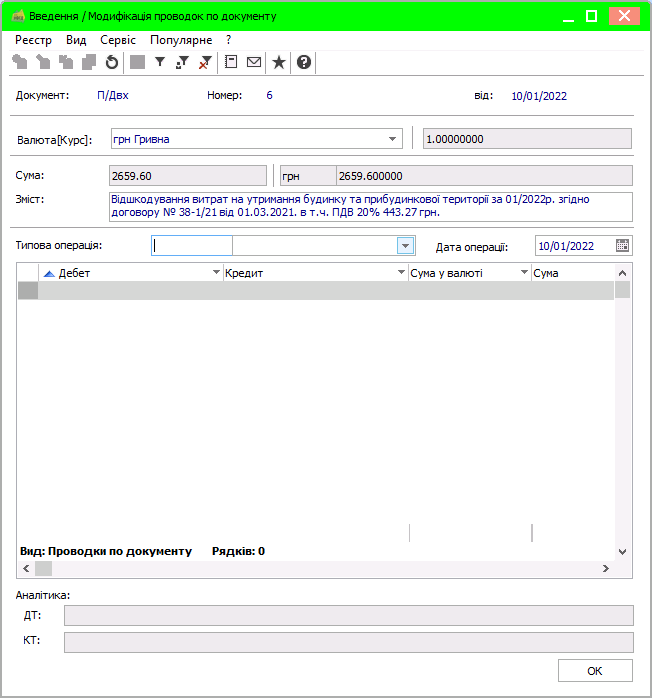 Введення / Модифікація проводок по документу
Реєстр Вид Сервіс Популярне ?
Документ: П/Двх Номер: 6 від: 10/01/2022
Валюта[Курс]: грн Гривна 1.00000000
Сума: 2659.60 грн 2659.600000
Зміст: Відшкодування витрат на утримання будинку та прибудинкової території за 01/2022р. згідно
договору № 38-1/21 від 01.03.2021. в т.ч. ПДВ 20% 443.27 грн.
Типова операція: Дата операції: 10/01/2022
Дебет Кредит Сума у валюті Сума
Вид: Проводки по документу Рядків: 0
Аналітика:
ДТ:
КТ:
OK